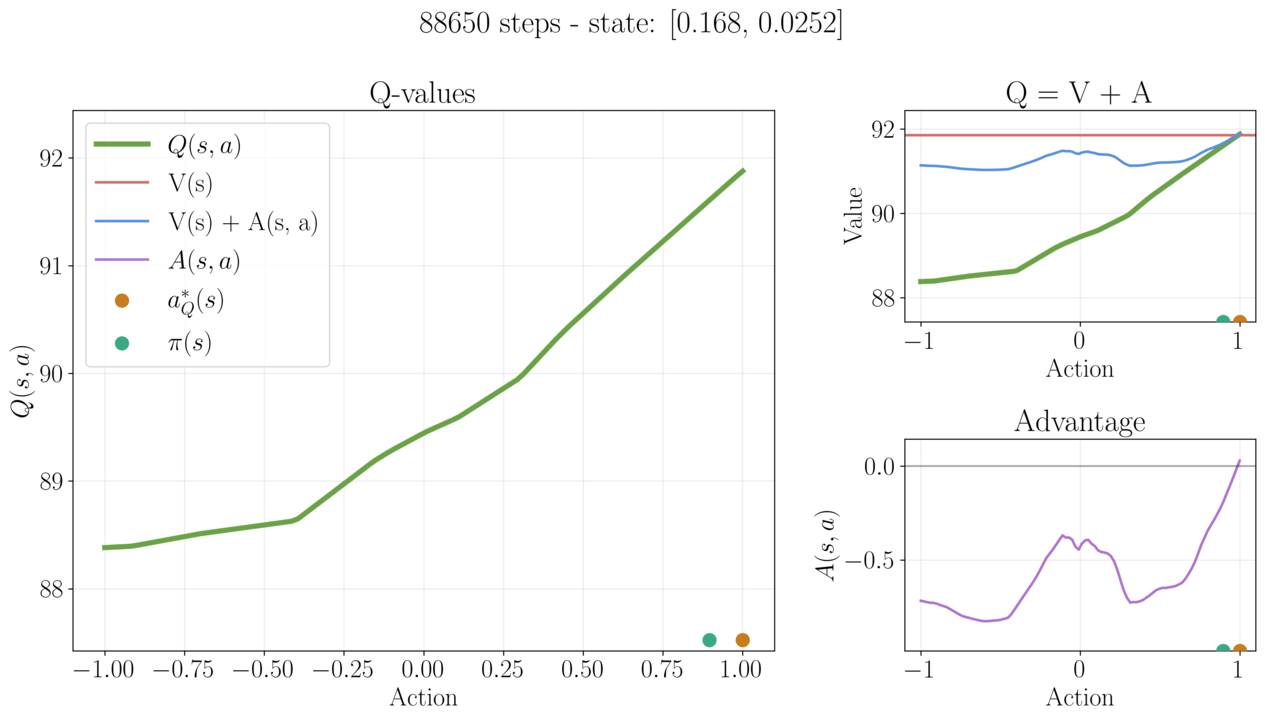 88650 steps - state: [0.168, 0.0252]
Q-values
Q(s, a)
V(s)
V(s) + A(s, a)
A(s, a)
a*Q(s)
π(s)
92
91
90
89
88
Q(s, a)
−1.00 −0.75 −0.50 −0.25 0.00 0.25 0.50 0.75 1.00
Action
Q = V + A
92
90
88
Value
−1 0 1
Action
Advantage
0.0
−0.5
A(s, a)
−1 0 1
Action